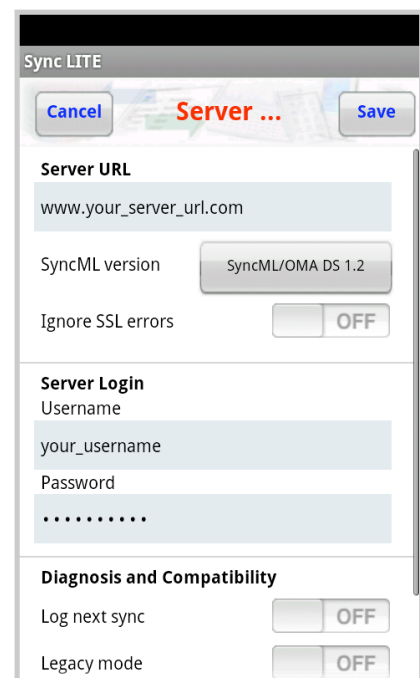 Sync LITE
Cancel Server ... Save
Server URL
www.your_server_url.com
SyncML version SyncML/OMA DS 1.2
Ignore SSL errors OFF
Server Login
Username
your_username
Password
••••••••••
Diagnosis and Compatibility
Log next sync OFF
Legacy mode OFF